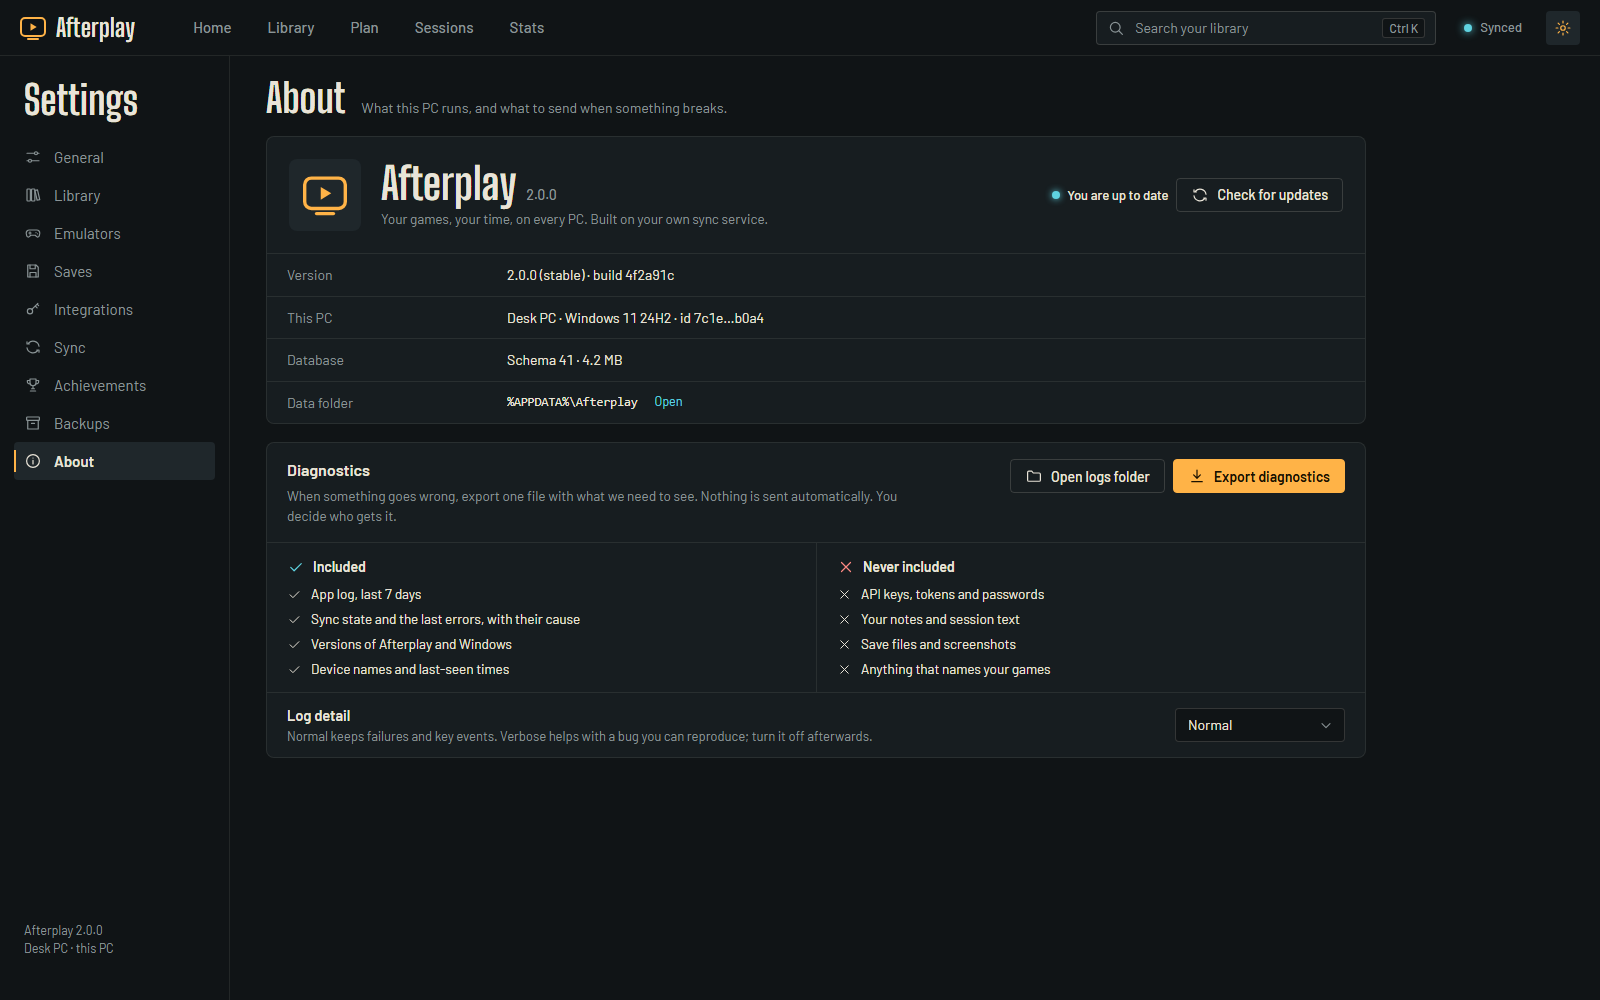 Afterplay
Home
Library
Plan
Sessions
Stats
Search your library
Ctrl K
Synced
Settings
General
Library
Emulators
Saves
Integrations
Sync
Achievements
Backups
About
Afterplay 2.0.0
Desk PC · this PC
About
What this PC runs, and what to send when something breaks.
Afterplay 2.0.0
Your games, your time, on every PC. Built on your own sync service.
You are up to date
Check for updates
Version
2.0.0 (stable) · build 4f2a91c
This PC
Desk PC · Windows 11 24H2 · id 7c1e…b0a4
Database
Schema 41 · 4.2 MB
Data folder
%APPDATA%\Afterplay
Open
Diagnostics
When something goes wrong, export one file with what we need to see. Nothing is sent automatically. You
decide who gets it.
Open logs folder
Export diagnostics
Included
App log, last 7 days
Sync state and the last errors, with their cause
Versions of Afterplay and Windows
Device names and last-seen times
Never included
API keys, tokens and passwords
Your notes and session text
Save files and screenshots
Anything that names your games
Log detail
Normal keeps failures and key events. Verbose helps with a bug you can reproduce; turn it off afterwards.
Normal